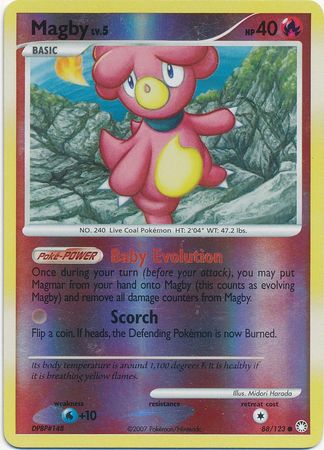 Magby LV.5 HP 40
BASIC
NO. 240 Live Coal Pokémon HT: 2'04" WT: 47.2 lbs.
Poké-POWER Baby Evolution
Once during your turn (before your attack), you may put
Magmar from your hand onto Magby (this counts as evolving
Magby) and remove all damage counters from Magby.
Scorch
Flip a coin. If heads, the Defending Pokémon is now Burned.
Its body temperature is around 1,100 degrees F. It is healthy if
it is breathing yellow flames.
Illus. Midori Harada
weakness resistance retreat cost
+10
DPBP#148 ©2007 Pokémon/Nintendo 88/123